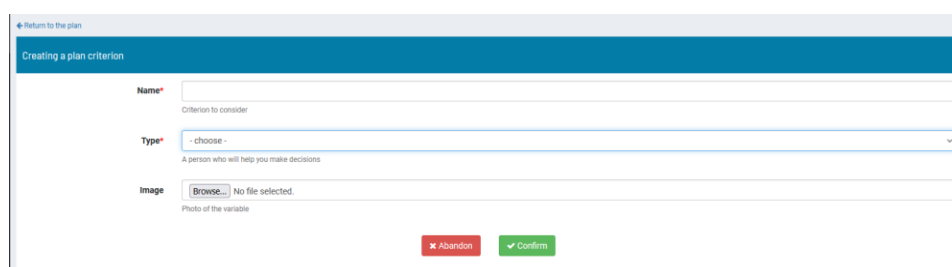 Return to the plan
Creating a plan criterion
Name*
Criterion to consider
Type*
- choose -
A person who will help you make decisions
Image
Browse... No file selected.
Photo of the variable
Abandon
Confirm